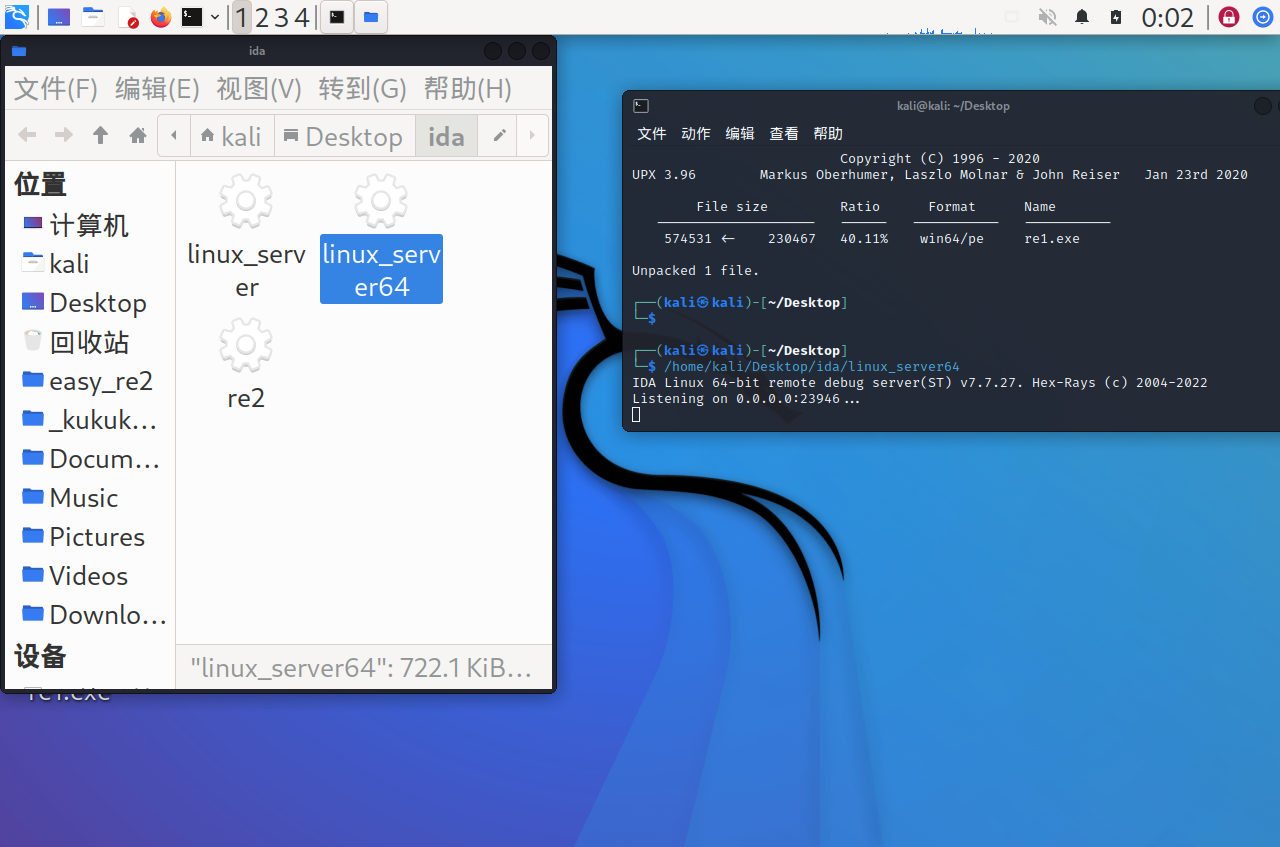 1 2 3 4
0:02
ida
文件(F) 编辑(E) 视图(V) 转到(G) 帮助(H)
kali Desktop ida
位置
计算机
kali
Desktop
回收站
easy_re2
_kukuk...
Docum...
Music
Pictures
Videos
Downlo...
设备
linux_serv
er
linux_serv
er64
re2
"linux_server64": 722.1 KiB...
re1.exe
kali@kali: ~/Desktop
文件 动作 编辑 查看 帮助
Copyright (C) 1996 - 2020
UPX 3.96 Markus Oberhumer, Laszlo Molnar & John Reiser Jan 23rd 2020
File size Ratio Format Name
574531 <- 230467 40.11% win64/pe re1.exe
Unpacked 1 file.
┌──(kali㉿kali)-[~/Desktop]
└─$
┌──(kali㉿kali)-[~/Desktop]
└─$ /home/kali/Desktop/ida/linux_server64
IDA Linux 64-bit remote debug server(ST) v7.7.27. Hex-Rays (c) 2004-2022
Listening on 0.0.0.0:23946...